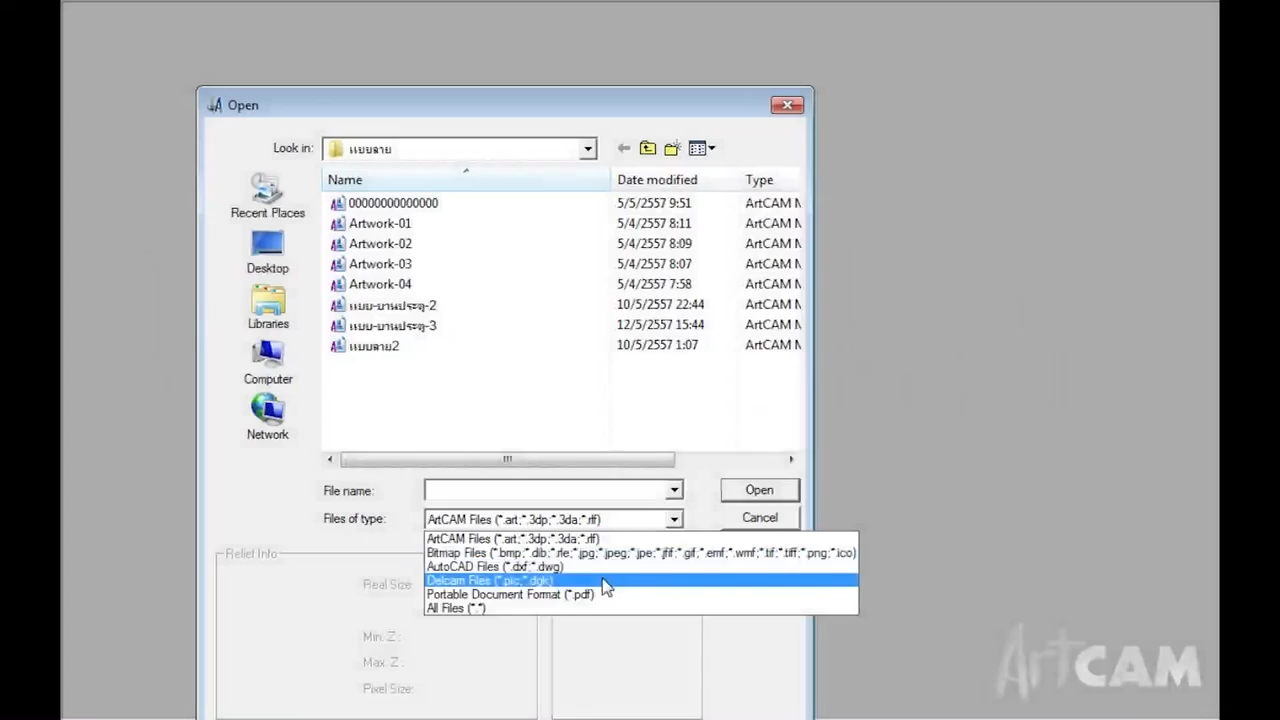 Open
Look in: แบบลาย
Name Date modified Type
00000000000000 5/5/2557 9:51 ArtCAM M
Artwork-01 5/4/2557 8:11 ArtCAM M
Artwork-02 5/4/2557 8:09 ArtCAM M
Artwork-03 5/4/2557 8:07 ArtCAM M
Artwork-04 5/4/2557 7:58 ArtCAM M
แบบ-บานประตู-2 10/5/2557 22:44 ArtCAM M
แบบ-บานประตู-3 12/5/2557 15:44 ArtCAM M
แบบลาย2 10/5/2557 1:07 ArtCAM M
Recent Places
Desktop
Libraries
Computer
Network
File name: Open
Files of type: ArtCAM Files (*.art;*.3dp;*.3da;*.rlf) Cancel
ArtCAM Files (*.art;*.3dp;*.3da;*.rlf)
Bitmap Files (*.bmp;*.dib;*.rle;*.jpg;*.jpeg;*.jpe;*.jfif;*.gif;*.emf;*.wmf;*.tif;*.tiff;*.png;*.ico)
AutoCAD Files (*.dxf;*.dwg)
Delcam Files (*.pic;*.dgk)
Portable Document Format (*.pdf)
All Files (*.*)
Relief Info
Real Size:
Min. Z :
Max. Z :
Pixel Size:
ArtCAM